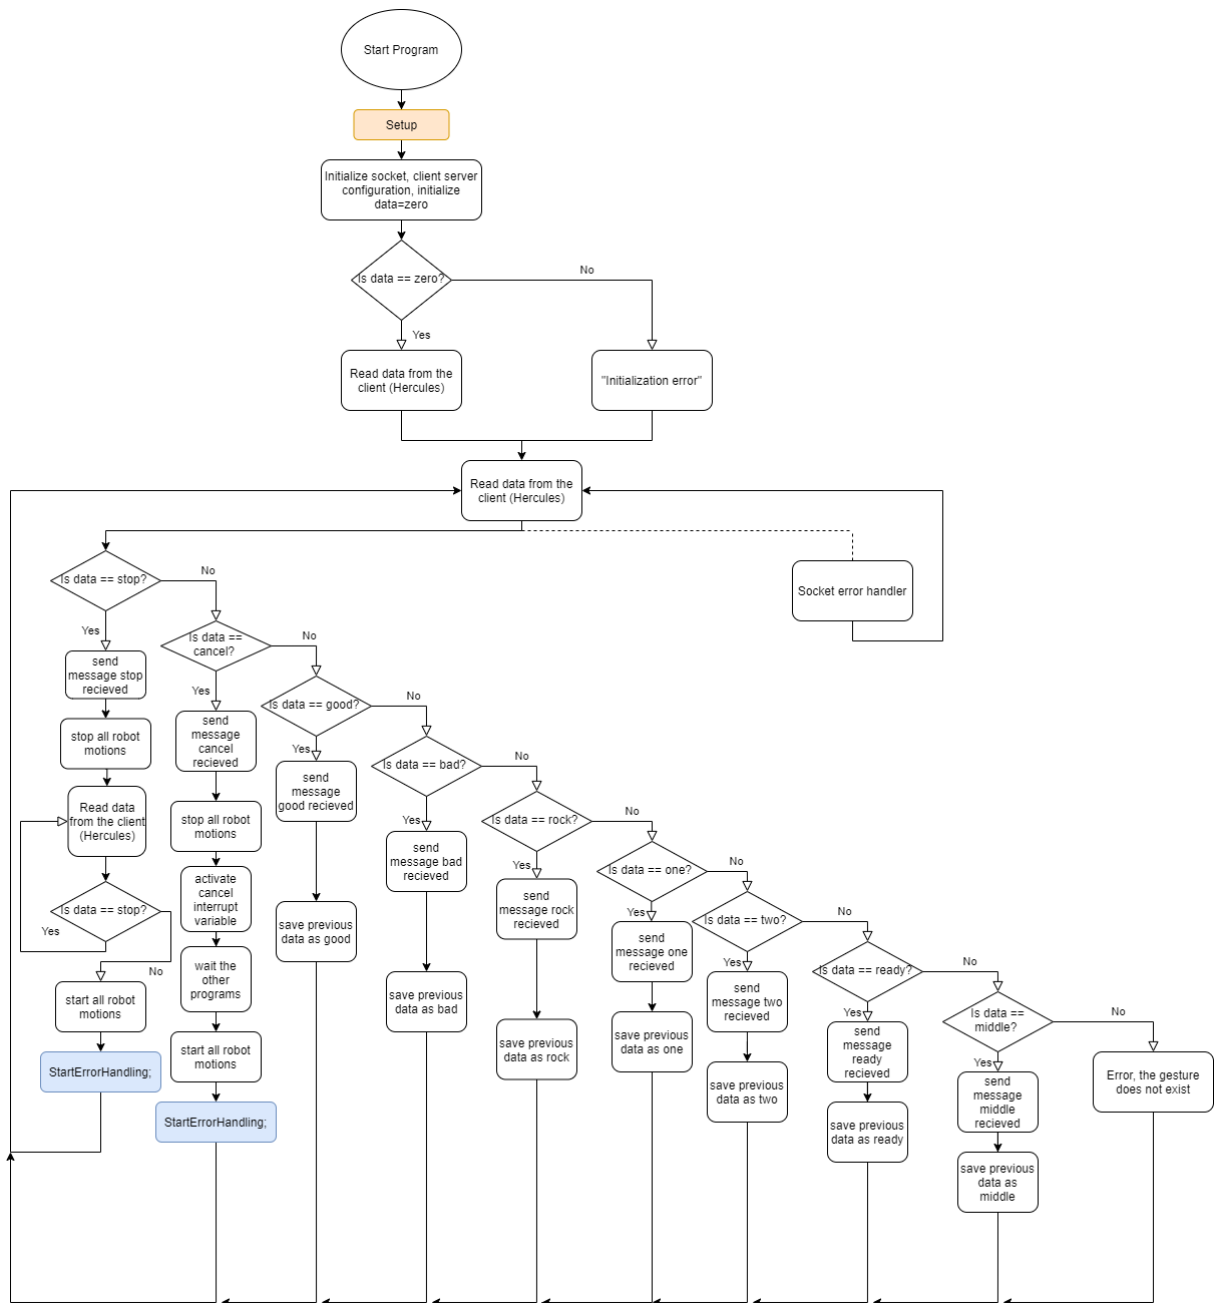 Start Program
Setup
Initialize socket, client server
configuration, initialize
data=zero
Is data == zero?
No
Yes
Read data from the
client (Hercules)
"Initialization error"
Read data from the
client (Hercules)
Socket error handler
Is data == stop?
No
Yes
send
message stop
recieved
stop all robot
motions
Read data
from the client
(Hercules)
Is data == stop?
Yes
No
start all robot
motions
StartErrorHandling;
Is data ==
cancel?
No
Yes
send
message
cancel
recieved
stop all robot
motions
activate
cancel
interrupt
variable
wait the
other
programs
start all robot
motions
StartErrorHandling;
Is data == good?
No
Yes
send
message
good recieved
save previous
data as good
Is data == bad?
No
Yes
send
message bad
recieved
save previous
data as bad
Is data == rock?
No
Yes
send
message rock
recieved
save previous
data as rock
Is data == one?
No
Yes
send
message one
recieved
save previous
data as one
Is data == two?
No
Yes
send
message two
recieved
save previous
data as two
Is data == ready?
No
Yes
send
message
ready
recieved
save previous
data as ready
Is data ==
middle?
No
Yes
send
message
middle
recieved
save previous
data as
middle
Error, the gesture
does not exist